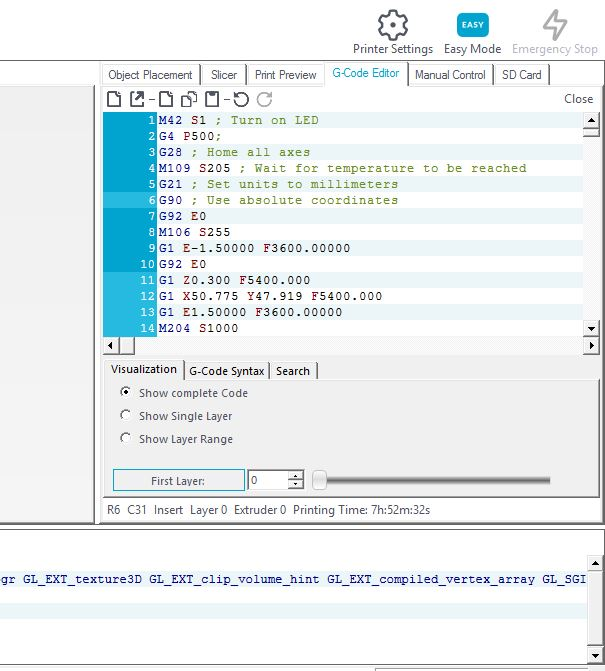 EASY
Printer Settings Easy Mode Emergency Stop
Object Placement Slicer Print Preview G-Code Editor Manual Control SD Card
Close
1 M42 S1 ; Turn on LED
2 G4 P500;
3 G28 ; Home all axes
4 M109 S205 ; Wait for temperature to be reached
5 G21 ; Set units to millimeters
6 G90 ; Use absolute coordinates
7 G92 E0
8 M106 S255
9 G1 E-1.50000 F3600.00000
10 G92 E0
11 G1 Z0.300 F5400.000
12 G1 X50.775 Y47.919 F5400.000
13 G1 E1.50000 F3600.00000
14 M204 S1000
Visualization G-Code Syntax Search
Show complete Code
Show Single Layer
Show Layer Range
First Layer: 0
R6 C31 Insert Layer 0 Extruder 0 Printing Time: 7h:52m:32s
gr GL_EXT_texture3D GL_EXT_clip_volume_hint GL_EXT_compiled_vertex_array GL_SGI